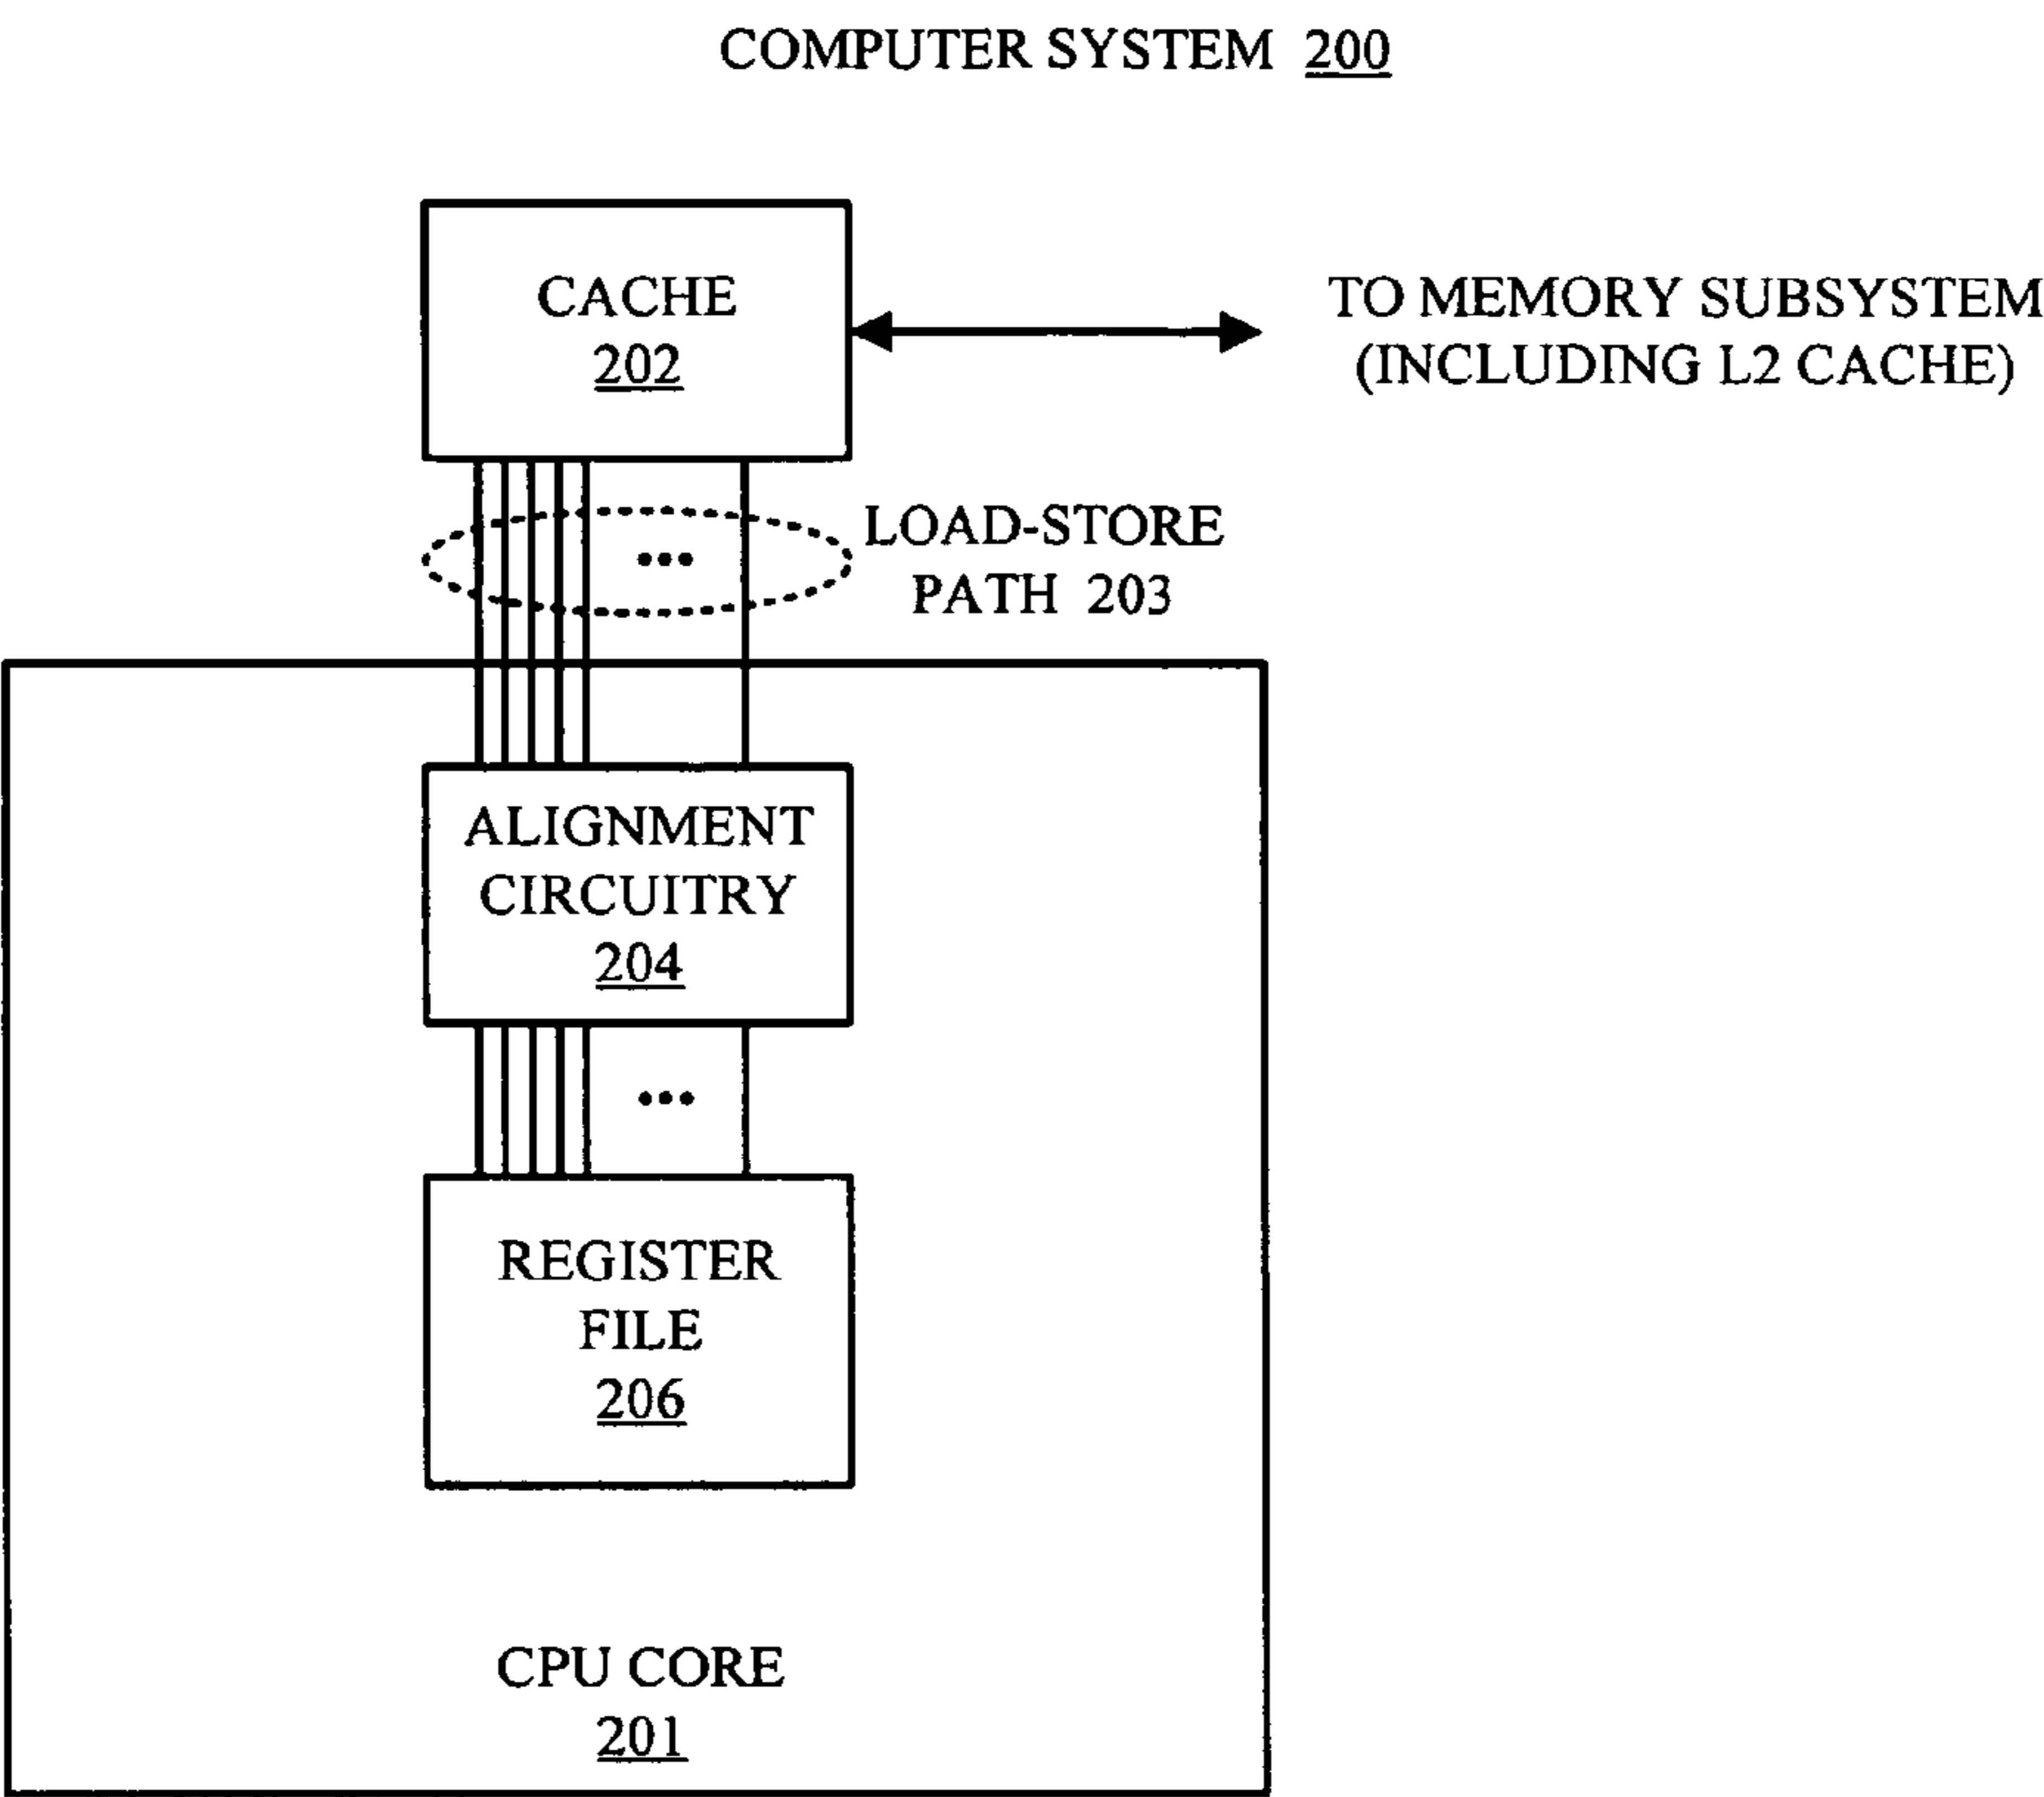 COMPUTER SYSTEM 200
CACHE
202
TO MEMORY SUBSYSTEM
(INCLUDING L2 CACHE)
LOAD-STORE
PATH 203
ALIGNMENT
CIRCUITRY
204
...
REGISTER
FILE
206
CPU CORE
201